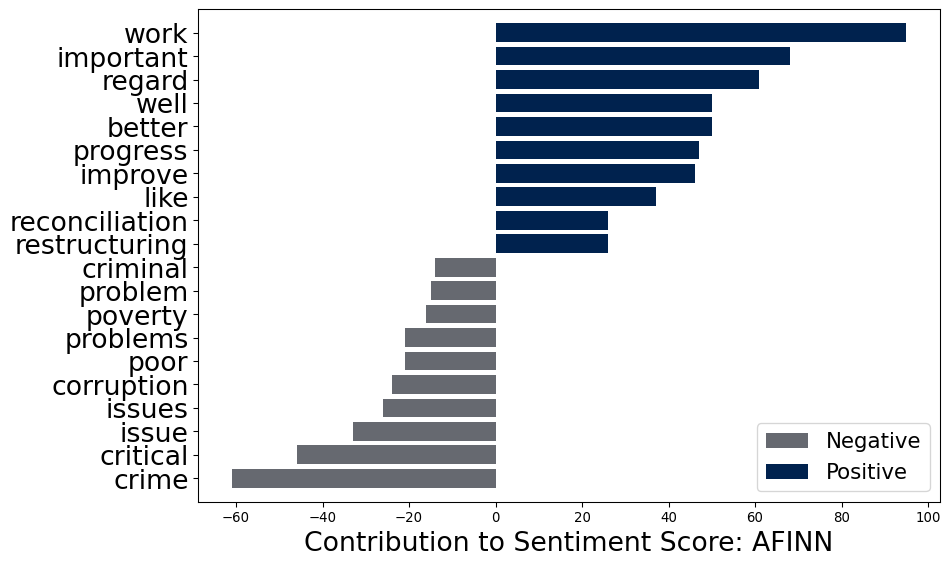 work
important
regard
well
better
progress
improve
like
reconciliation
restructuring
criminal
problem
poverty
problems
poor
corruption
issues
issue
critical
crime
Negative
Positive
−60 −40 −20 0 20 40 60 80 100
Contribution to Sentiment Score: AFINN